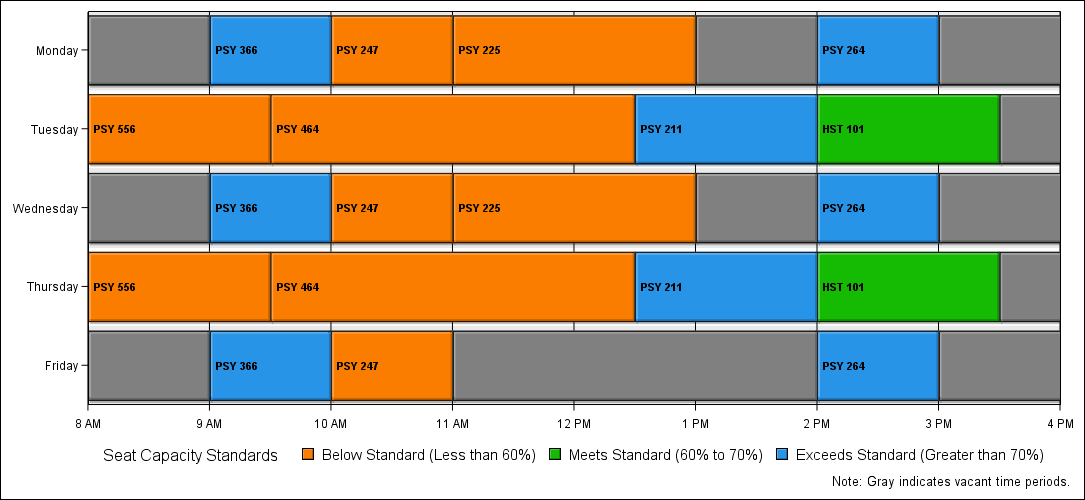 Monday
PSY 366
PSY 247
PSY 225
PSY 264
Tuesday
PSY 556
PSY 464
PSY 211
HST 101
Wednesday
PSY 366
PSY 247
PSY 225
PSY 264
Thursday
PSY 556
PSY 464
PSY 211
HST 101
Friday
PSY 366
PSY 247
PSY 264
8 AM 9 AM 10 AM 11 AM 12 PM 1 PM 2 PM 3 PM 4 PM
Seat Capacity Standards Below Standard (Less than 60%) Meets Standard (60% to 70%) Exceeds Standard (Greater than 70%)
Note: Gray indicates vacant time periods.